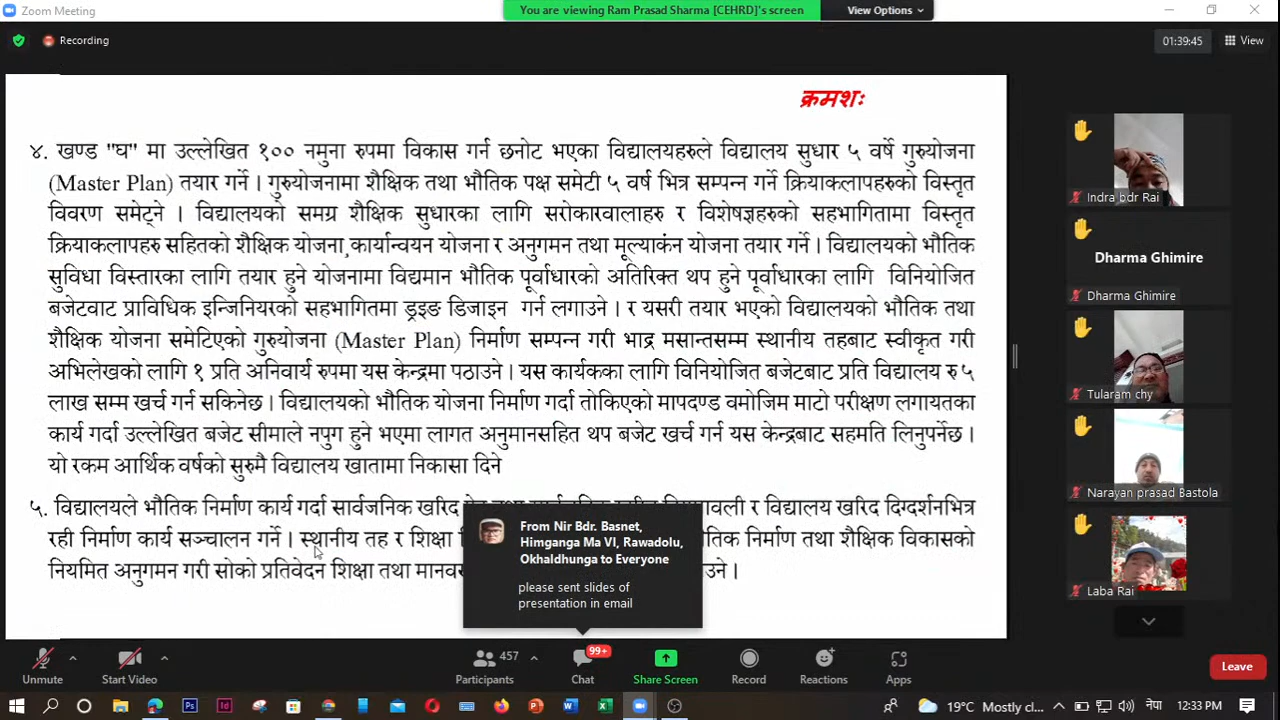 Zoom Meeting
You are viewing Ram Prasad Sharma [CEHRD]'s screen
View Options
Recording
01:39:45
View
क्रमशः
४. खण्ड "घ" मा उल्लेखित १०० नमुना रुपमा विकास गर्न छनोट भएका विद्यालयहरुले विद्यालय सुधार ५ वर्षे गुरुयोजना
(Master Plan) तयार गर्ने । गुरुयोजनामा शैक्षिक तथा भौतिक पक्ष समेटी ५ वर्ष भित्र सम्पन्न गर्ने क्रियाकलापहरुको विस्तृत
विवरण समेट्ने । विद्यालयको समग्र शैक्षिक सुधारका लागि सरोकारवालाहरु र विशेषज्ञहरुको सहभागितामा विस्तृत
क्रियाकलापहरु सहितको शैक्षिक योजना ,कार्यान्वयन योजना र अनुगमन तथा मूल्याकंन योजना तयार गर्ने । विद्यालयको भौतिक
सुविधा विस्तारका लागि तयार हुने योजनामा विद्यमान भौतिक पूर्वाधारको अतिरिक्त थप हुने पूर्वाधारका लागि विनियोजित
बजेटवाट प्राविधिक इन्जिनियरको सहभागितामा ड्रइङ डिजाइन गर्न लगाउने । र यसरी तयार भएको विद्यालयको भौतिक तथा
शैक्षिक योजना समेटिएको गुरुयोजना (Master Plan) निर्माण सम्पन्न गरी भाद्र मसान्तसम्म स्थानीय तहबाट स्वीकृत गरी
अभिलेखको लागि १ प्रति अनिवार्य रुपमा यस केन्द्रमा पठाउने । यस कार्यकका लागि विनियोजित बजेटबाट प्रति विद्यालय रु ५
लाख सम्म खर्च गर्न सकिनेछ । विद्यालयको भौतिक योजना निर्माण गर्दा तोकिएको मापदण्ड वमोजिम माटो परीक्षण लगायतका
कार्य गर्दा उल्लेखित बजेट सीमाले नपुग हुने भएमा लागत अनुमानसहित थप बजेट खर्च गर्न यस केन्द्रबाट सहमति लिनुपर्नेछ ।
यो रकम आर्थिक वर्षको सुरुमै विद्यालय खातामा निकासा दिने
५. विद्यालयले भौतिक निर्माण कार्य गर्दा सार्वजनिक खरिद र विद्यालय खरिद दिग्दर्शनभित्र
रही निर्माण कार्य सञ्चालन गर्ने । स्थानीय तह र शिक्षा निर्माण तथा शैक्षिक विकासको
नियमित अनुगमन गरी सोको प्रतिवेदन शिक्षा तथा
From Nir Bdr. Basnet,
Himganga Ma VI, Rawadolu,
Okhaldhunga to Everyone
please sent slides of
presentation in email
Indra bdr Rai
Dharma Ghimire
Dharma Ghimire
Tularam chy
Narayan prasad Bastola
Laba Rai
Unmute
Start Video
457
Participants
99+
Chat
Share Screen
Record
Reactions
Apps
Leave
19°C Mostly cl...
नेपा
12:33 PM